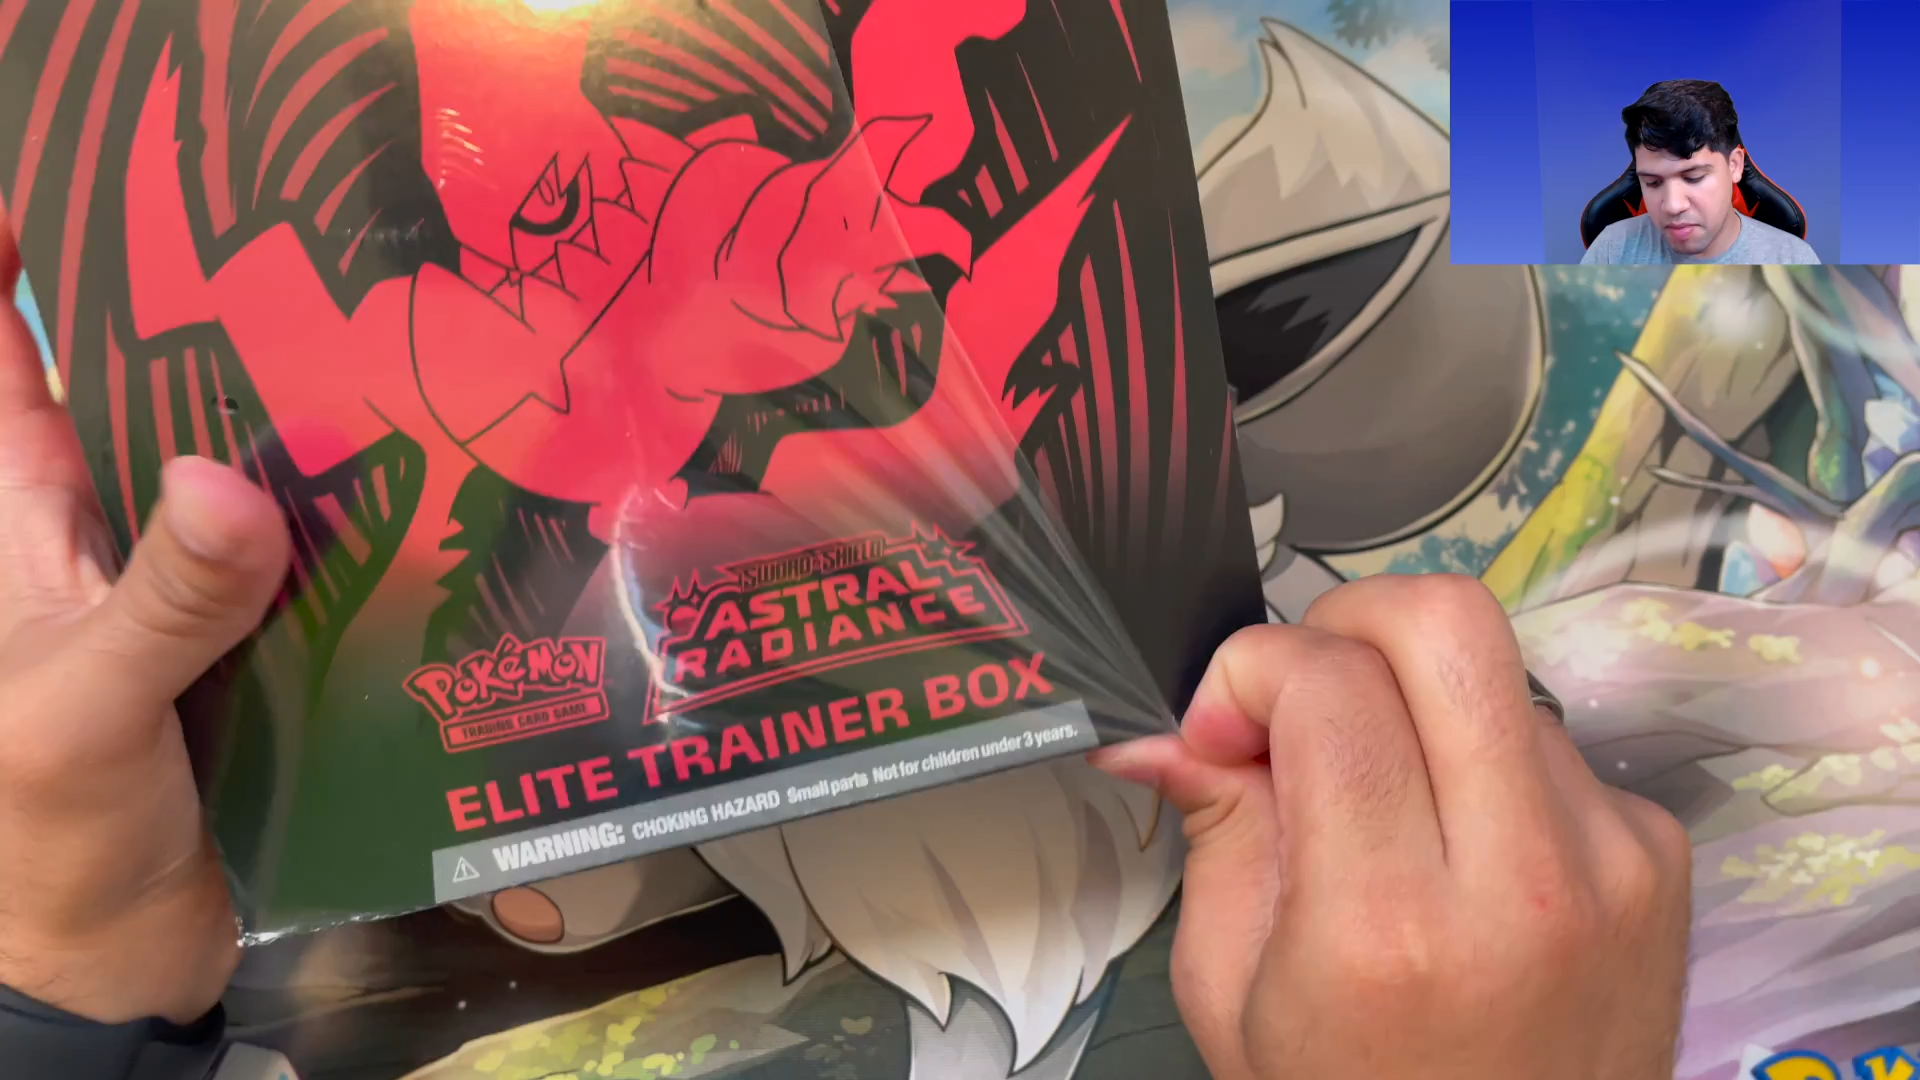 SWORD & SHIELD
ASTRAL
RADIANCE
POKéMON
TRADING CARD GAME
ELITE TRAINER BOX
WARNING: CHOKING HAZARD Small parts Not for children under 3 years.